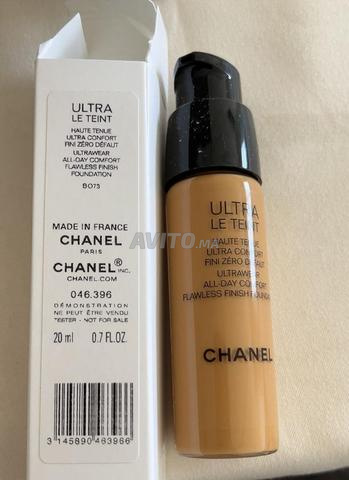 ULTRA
LE TEINT
HAUTE TENUE
ULTRA CONFORT
FINI ZÉRO DÉFAUT
ULTRAWEAR
ALL-DAY COMFORT
FLAWLESS FINISH
FOUNDATION
BO75
MADE IN FRANCE
CHANEL
PARIS
CHANEL® INC.
CHANEL.COM
046.396
DÉMONSTRATION
NE PEUT ÊTRE VENDU
TESTER - NOT FOR SALE
20 ml 0.7 FL.OZ.
3 145890 463966
ULTRA
LE TEINT
HAUTE TENUE
ULTRA CONFORT
FINI ZÉRO DÉFAUT
ULTRAWEAR
ALL-DAY COMFORT
FLAWLESS FINISH FOUNDA
CHANEL
AVITO.ma